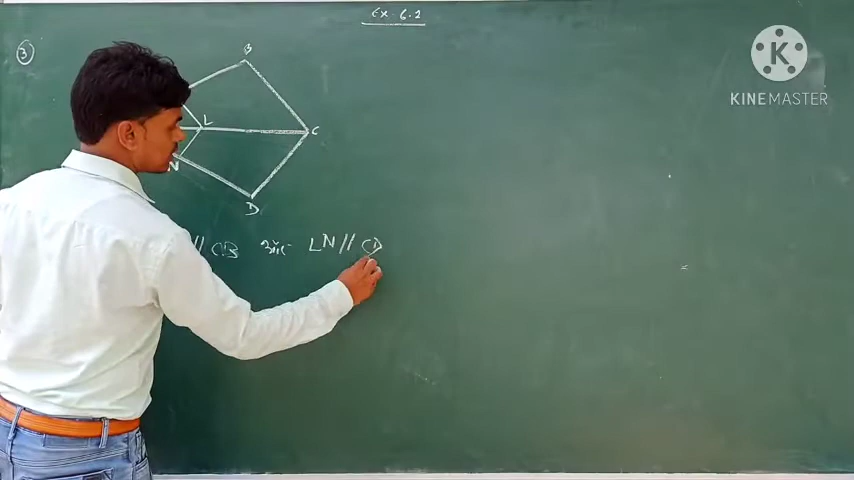 Ex - 6.2
3
B
L
C
N
D
// CB और LN // CD
K
KINEMASTER